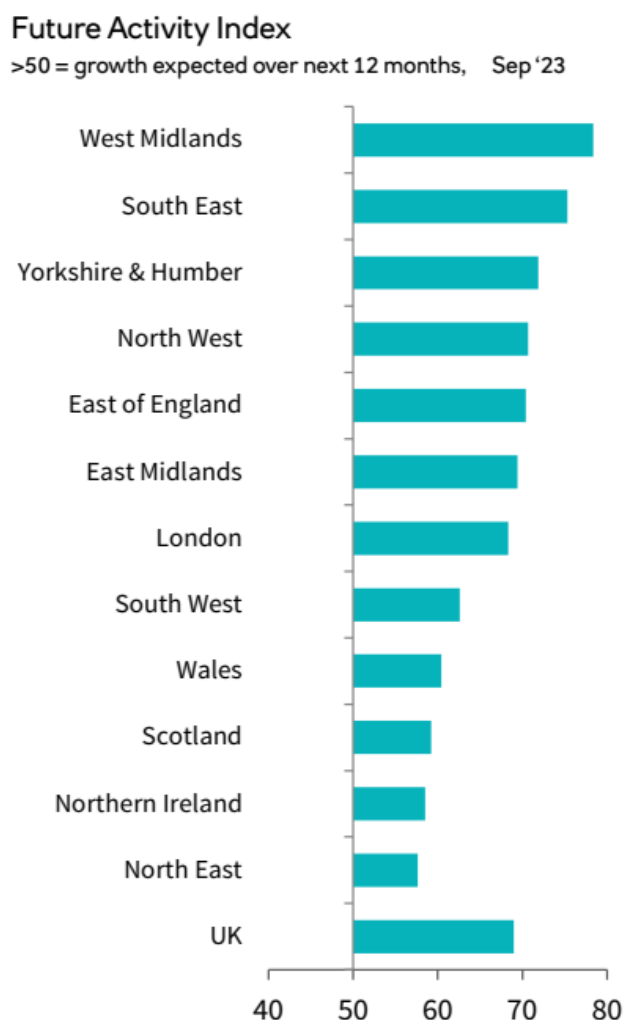 Future Activity Index
>50 = growth expected over next 12 months, Sep ‘23
West Midlands
South East
Yorkshire & Humber
North West
East of England
East Midlands
London
South West
Wales
Scotland
Northern Ireland
North East
UK
40 50 60 70 80